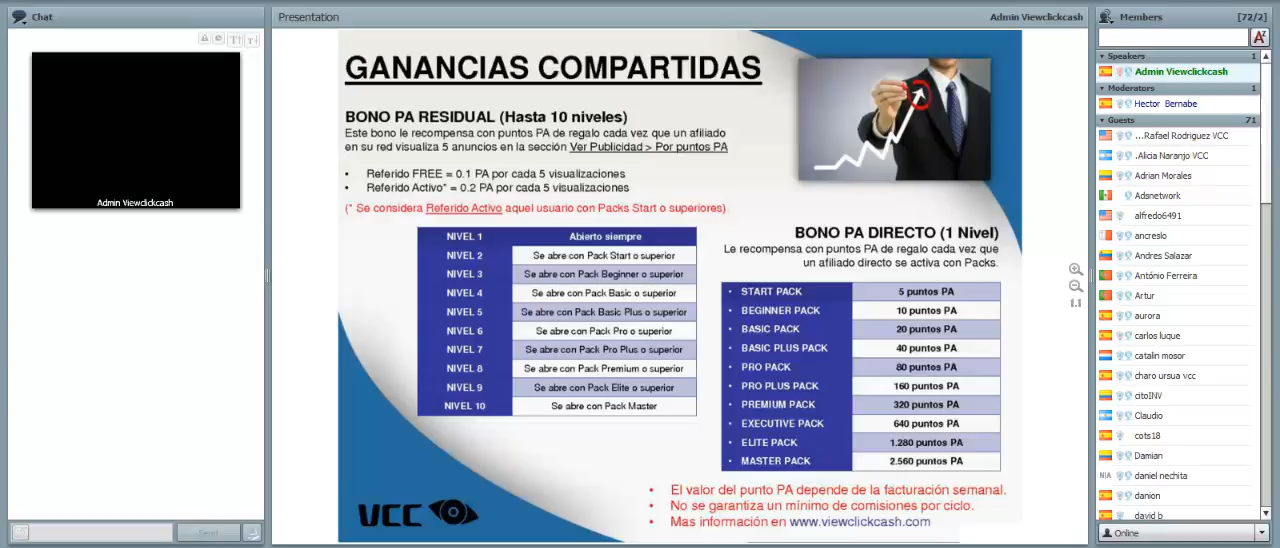 Chat
Admin Viewclickcash
Send
Presentation
Admin Viewclickcash
GANANCIAS COMPARTIDAS
BONO PA RESIDUAL (Hasta 10 niveles)
Este bono le recompensa con puntos PA de regalo cada vez que un afiliado
en su red visualiza 5 anuncios en la sección Ver Publicidad > Por puntos PA
• Referido FREE = 0.1 PA por cada 5 visualizaciones
• Referido Activo* = 0.2 PA por cada 5 visualizaciones
(* Se considera Referido Activo aquel usuario con Packs Start o superiores)
NIVEL 1 Abierto siempre
NIVEL 2 Se abre con Pack Start o superior
NIVEL 3 Se abre con Pack Beginner o superior
NIVEL 4 Se abre con Pack Basic o superior
NIVEL 5 Se abre con Pack Basic Plus o superior
NIVEL 6 Se abre con Pack Pro o superior
NIVEL 7 Se abre con Pack Pro Plus o superior
NIVEL 8 Se abre con Pack Premium o superior
NIVEL 9 Se abre con Pack Elite o superior
NIVEL 10 Se abre con Pack Master
BONO PA DIRECTO (1 Nivel)
Le recompensa con puntos PA de regalo cada vez que
un afiliado directo se activa con Packs.
• START PACK 5 puntos PA
• BEGINNER PACK 10 puntos PA
• BASIC PACK 20 puntos PA
• BASIC PLUS PACK 40 puntos PA
• PRO PACK 80 puntos PA
• PRO PLUS PACK 160 puntos PA
• PREMIUM PACK 320 puntos PA
• EXECUTIVE PACK 640 puntos PA
• ELITE PACK 1.280 puntos PA
• MASTER PACK 2.560 puntos PA
• El valor del punto PA depende de la facturación semanal.
• No se garantiza un mínimo de comisiones por ciclo.
• Mas información en www.viewclickcash.com
VCC
1:1
Members [72/2]
Speakers 1
Admin Viewclickcash
Moderators 1
Hector Bernabe
Guests 71
...Rafael Rodriguez VCC
.Alicia Naranjo VCC
Adrian Morales
Adsnetwork
alfredo6491
ancreslo
Andres Salazar
António Ferreira
Artur
aurora
carlos luque
catalin mosor
charo ursua vcc
citoINV
Claudio
cots18
Damian
N/A daniel nechita
danion
david b
Online